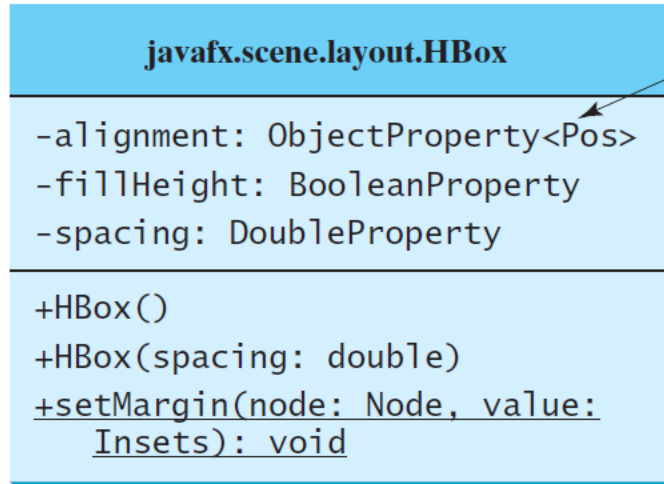 javafx.scene.layout.HBox
-alignment: ObjectProperty<Pos>
-fillHeight: BooleanProperty
-spacing: DoubleProperty
+HBox()
+HBox(spacing: double)
+setMargin(node: Node, value:
Insets): void